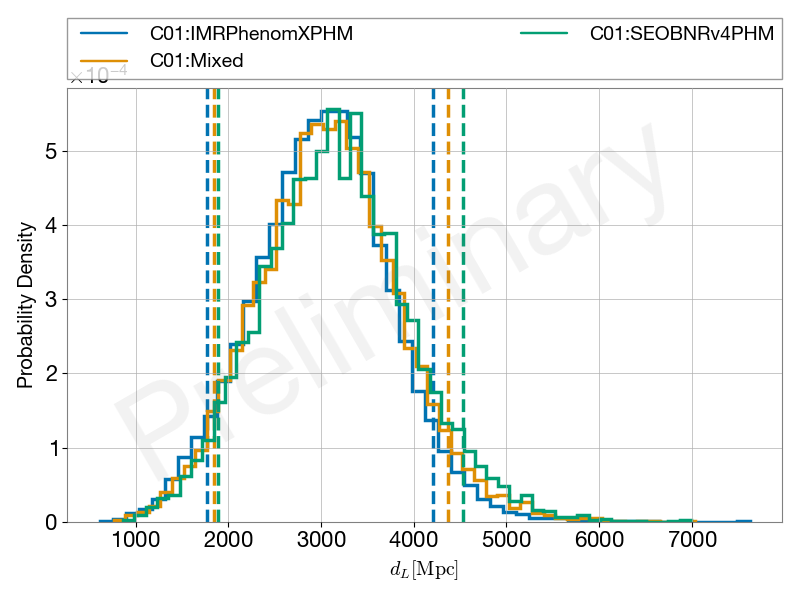 C01:IMRPhenomXPHM
C01:SEOBNRv4PHM
C01:Mixed
×10⁻⁴
5
4
3
2
1
0
Probability Density
Preliminary
1000 2000 3000 4000 5000 6000 7000
d_L[Mpc]